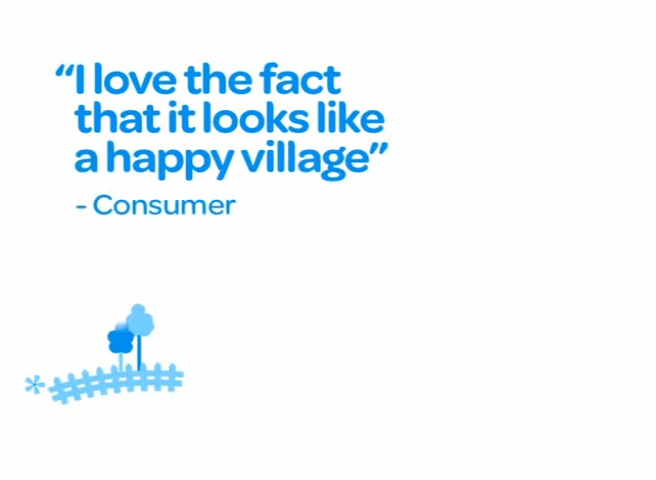 “I love the fact
that it looks like
a happy village”
- Consumer